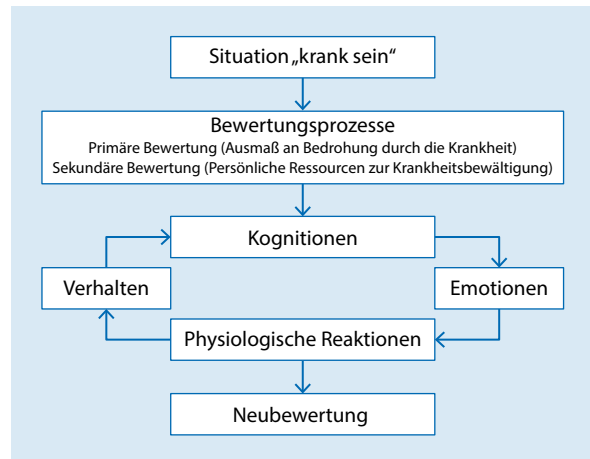 Situation „krank sein“
Bewertungsprozesse
Primäre Bewertung (Ausmaß an Bedrohung durch die Krankheit)
Sekundäre Bewertung (Persönliche Ressourcen zur Krankheitsbewältigung)
Kognitionen
Verhalten
Emotionen
Physiologische Reaktionen
Neubewertung